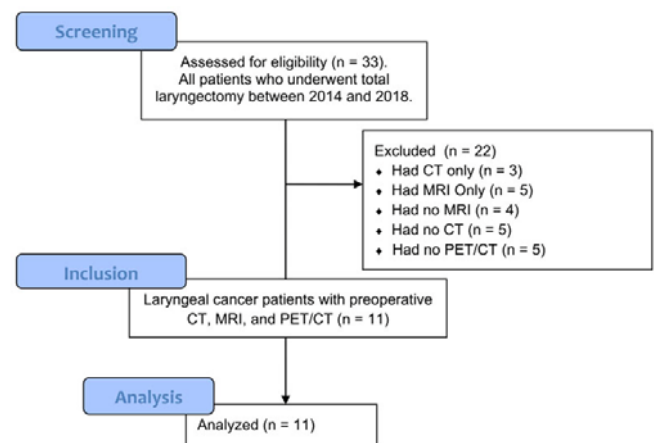 Screening
Assessed for eligibility (n = 33).
All patients who underwent total
laryngectomy between 2014 and 2018.
Excluded (n = 22)
♦ Had CT only (n = 3)
♦ Had MRI Only (n = 5)
♦ Had no MRI (n = 4)
♦ Had no CT (n = 5)
♦ Had no PET/CT (n = 5)
Inclusion
Laryngeal cancer patients with preoperative
CT, MRI, and PET/CT (n = 11)
Analysis
Analyzed (n = 11)